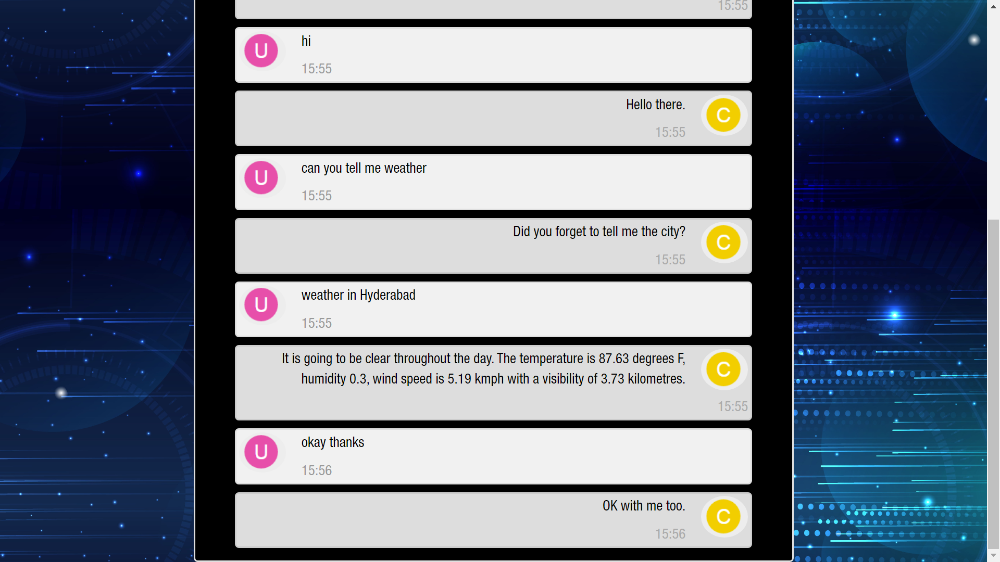 15:55
U
hi
15:55
Hello there.
C
15:55
U
can you tell me weather
15:55
Did you forget to tell me the city?
C
15:55
U
weather in Hyderabad
15:55
It is going to be clear throughout the day. The temperature is 87.63 degrees F,
humidity 0.3, wind speed is 5.19 kmph with a visibility of 3.73 kilometres.
C
15:55
U
okay thanks
15:56
OK with me too.
C
15:56